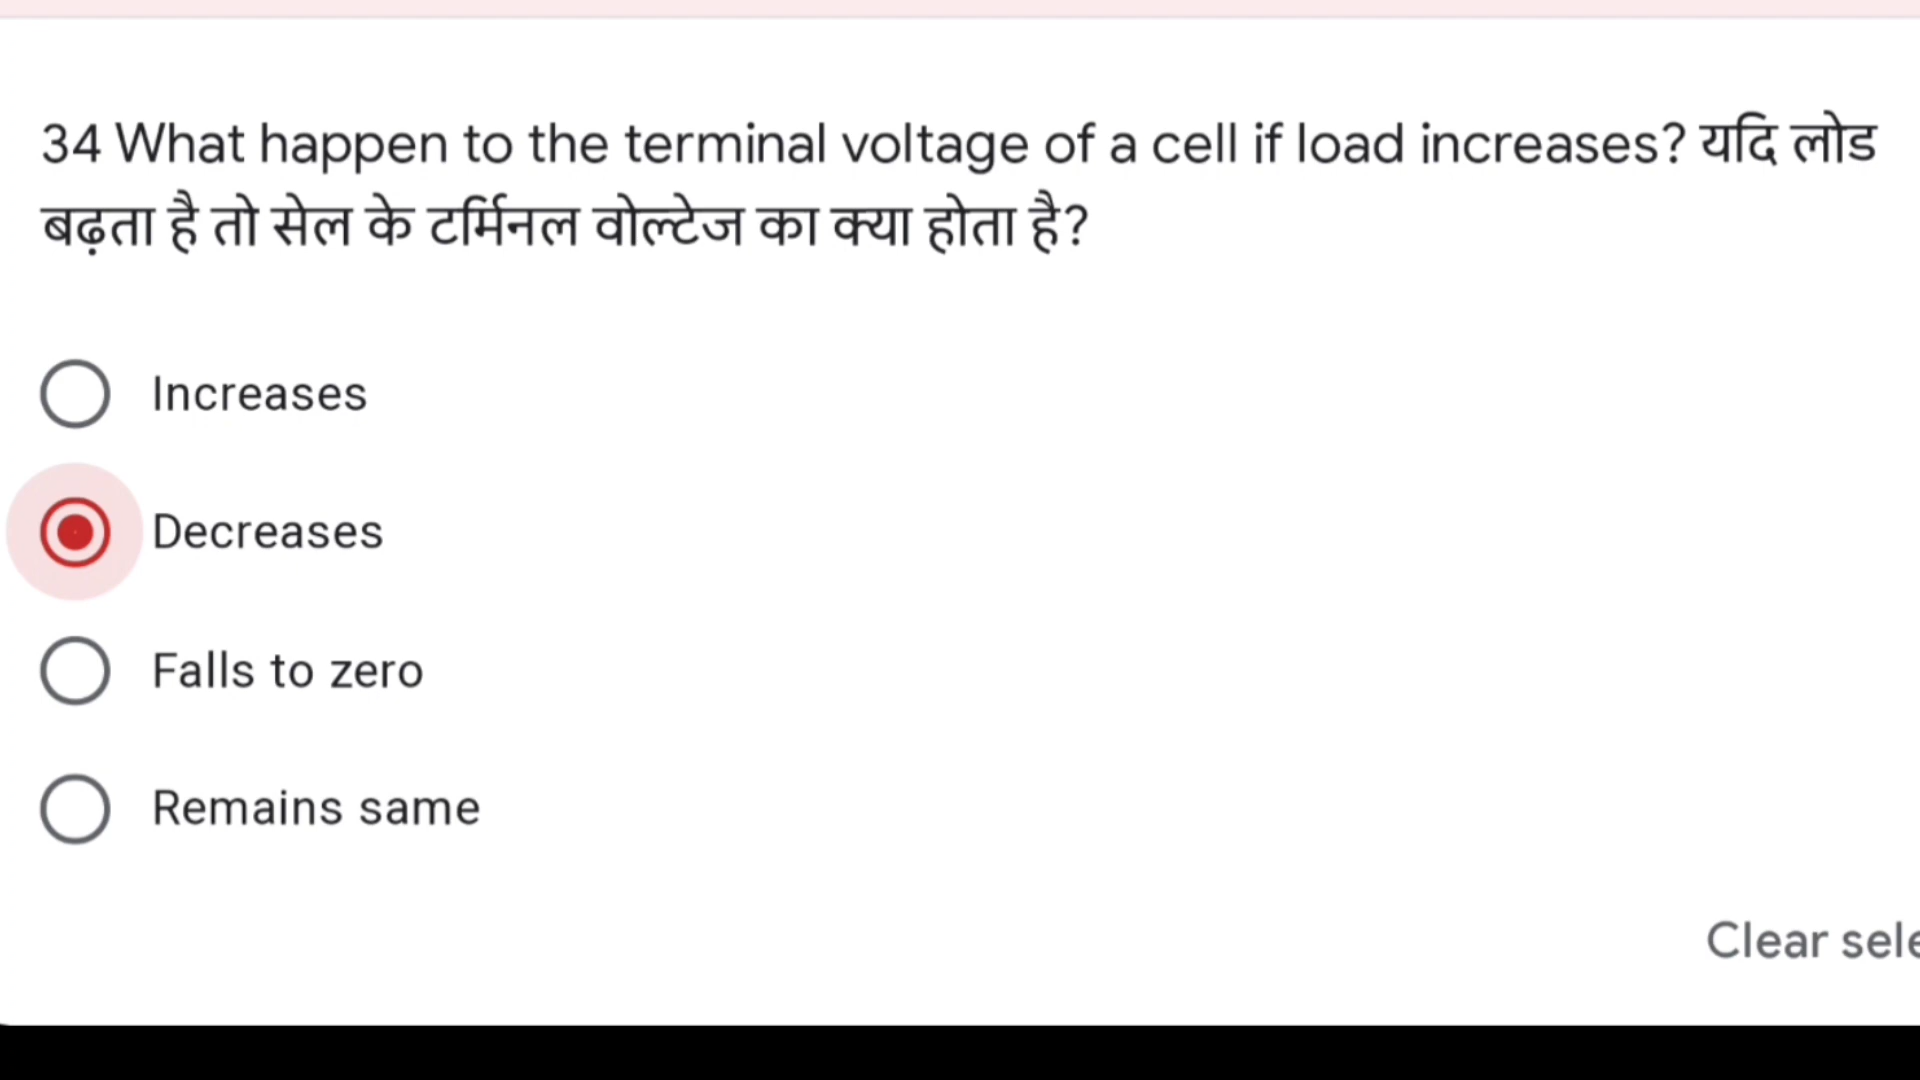 34 What happen to the terminal voltage of a cell if load increases? यदि लोड
बढ़ता है तो सेल के टर्मिनल वोल्टेज का क्या होता है?
Increases
Decreases
Falls to zero
Remains same
Clear sele